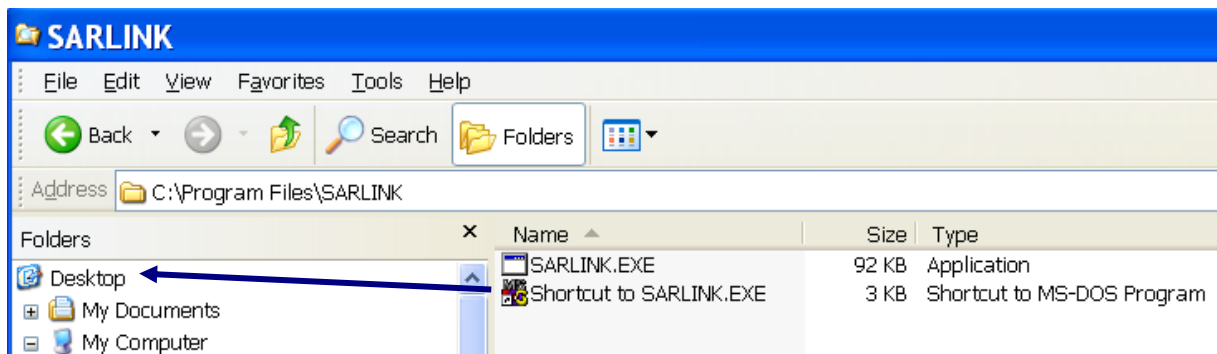 SARLINK
File Edit View Favorites Tools Help
Back Search Folders
Address C:\Program Files\SARLINK
Folders Name Size Type
Desktop SARLINK.EXE 92 KB Application
My Documents Shortcut to SARLINK.EXE 3 KB Shortcut to MS-DOS Program
My Computer